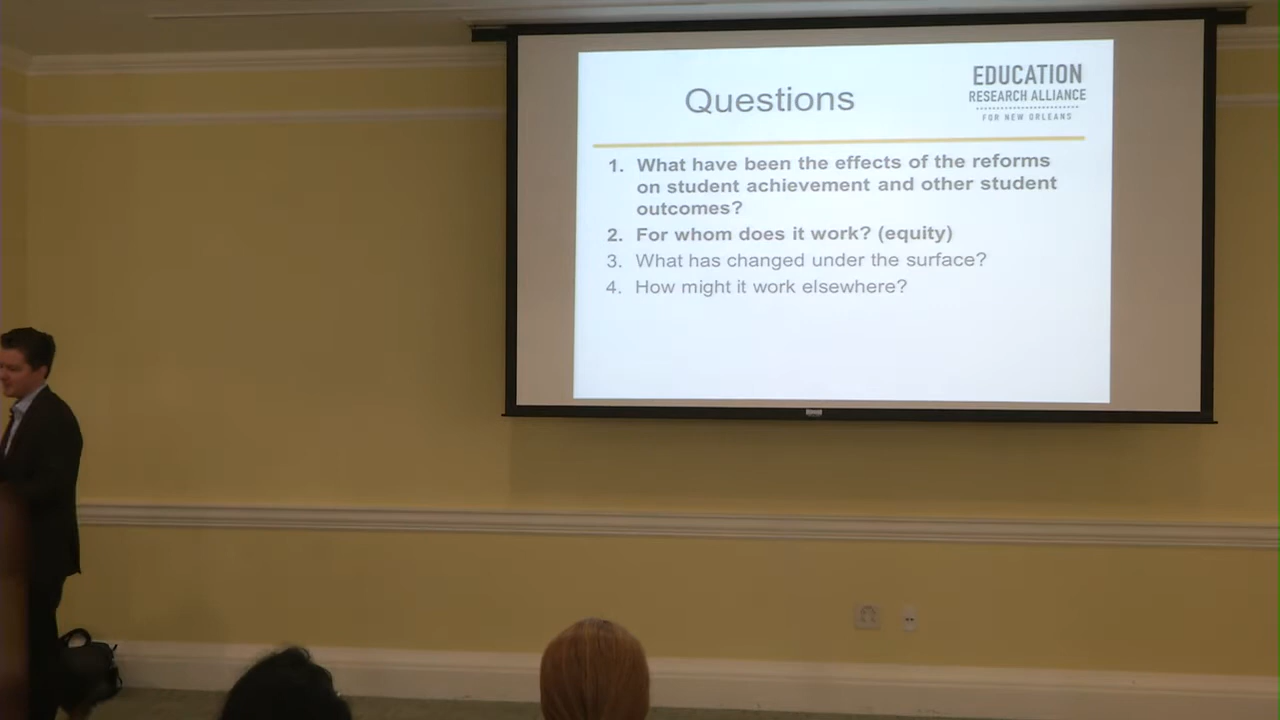 Questions
EDUCATION
RESEARCH ALLIANCE
FOR NEW ORLEANS
1. What have been the effects of the reforms
on student achievement and other student
outcomes?
2. For whom does it work? (equity)
3. What has changed under the surface?
4. How might it work elsewhere?